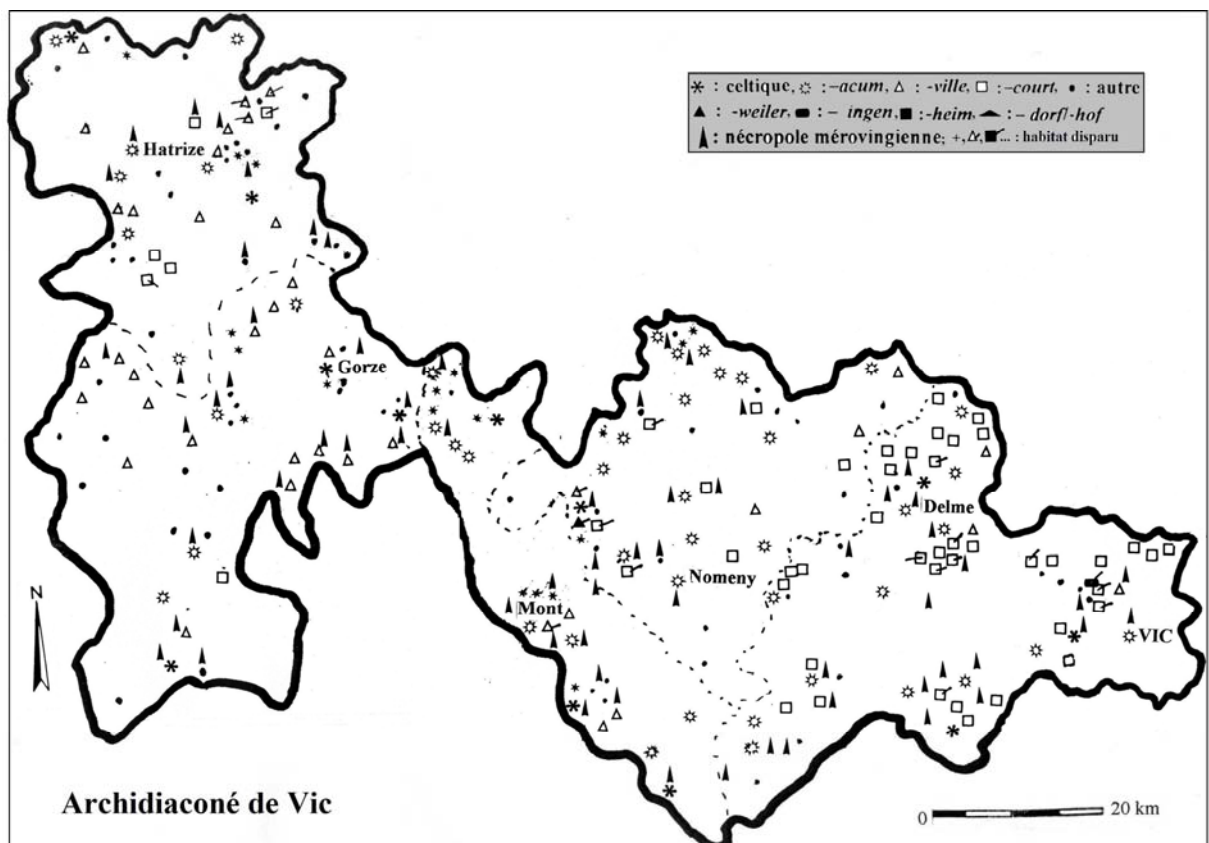 : celtique, : –acum, : -ville, : –court, : autre
: -weiler, : – ingen, : -heim, : – dorf/-hof
: nécropole mérovingienne; +, , ... : habitat disparu
Hatrize
Gorze
Delme
Nomeny
Mont
VIC
N
Archidiaconé de Vic
0 20 km